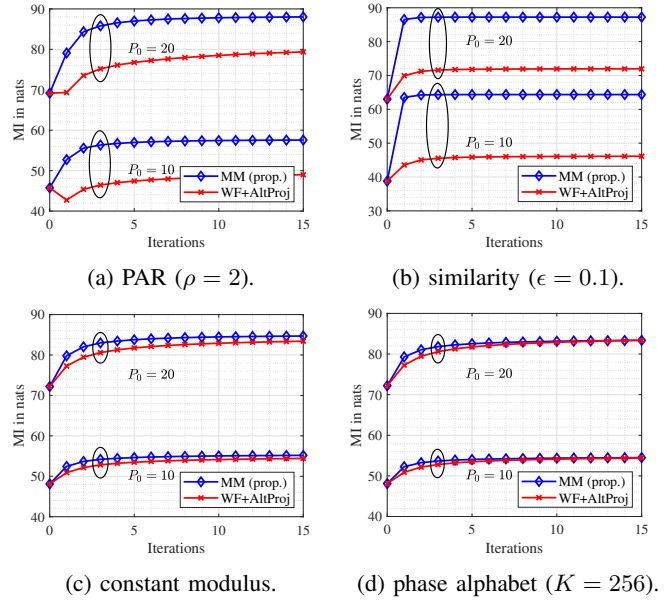 90
80
70
60
50
40
MI in nats
P₀ = 20
P₀ = 10
MM (prop.)
WF+AltProj
0 5 10 15
Iterations
(a) PAR (ρ = 2).
90
80
70
60
50
40
30
MI in nats
P₀ = 20
P₀ = 10
MM (prop.)
WF+AltProj
0 5 10 15
Iterations
(b) similarity (ϵ = 0.1).
90
80
70
60
50
40
MI in nats
P₀ = 20
P₀ = 10
MM (prop.)
WF+AltProj
0 5 10 15
Iterations
(c) constant modulus.
90
80
70
60
50
40
MI in nats
P₀ = 20
P₀ = 10
MM (prop.)
WF+AltProj
0 5 10 15
Iterations
(d) phase alphabet (K = 256).